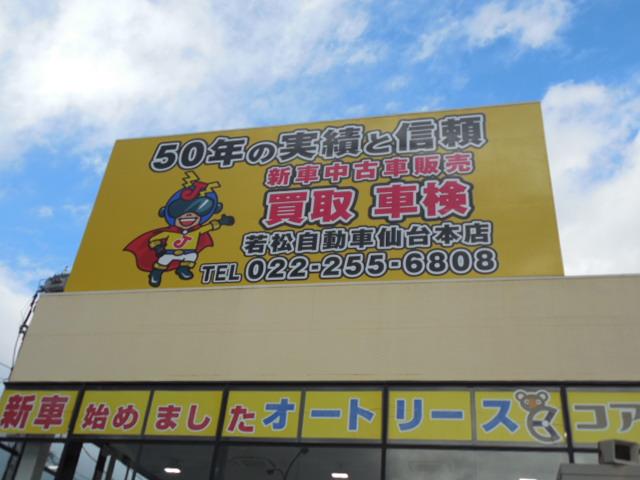 50年の実績と信頼
新車中古車販売
買取 車検
若松自動車仙台本店
TEL 022-255-6808
新車始めましたオートリース
コア